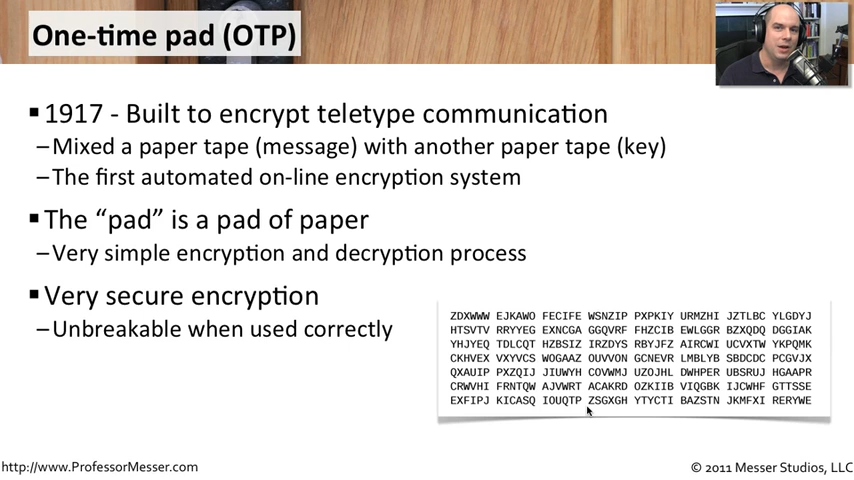 One-time pad (OTP)
▪ 1917 - Built to encrypt teletype communication
–Mixed a paper tape (message) with another paper tape (key)
–The first automated on-line encryption system
▪ The “pad” is a pad of paper
–Very simple encryption and decryption process
▪ Very secure encryption
–Unbreakable when used correctly
ZDXWWW EJKAWO FECIFE WSNZIP PXPKIY URMZHI JZTLBC YLGDYJ
HTSVTV RRYYEG EXNCGA GGQVRF FHZCIB EWLGGR BZXQDQ DGGIAK
YHJYEQ TDLCQT HZBSIZ IRZDYS RBYJFZ AIRCWI UCVXTW YKPQMK
CKHVEX VXYVCS WOGAAZ OUVVON GCNEVR LMBLYB SBDCDC PCGVJX
QXAUIP PXZQIJ JIUWYH COVWMJ UZOJHL DWHPER UBSRUJ HGAAPR
CRWVHI FRNTQW AJVWRT ACAKRD OZKIIB VIQGBK IJCWHF GTTSSE
EXFIPJ KICASQ IOUQTP ZSGXGH YTYCTI BAZSTN JKMFXI RERYWE
http://www.ProfessorMesser.com
© 2011 Messer Studios, LLC